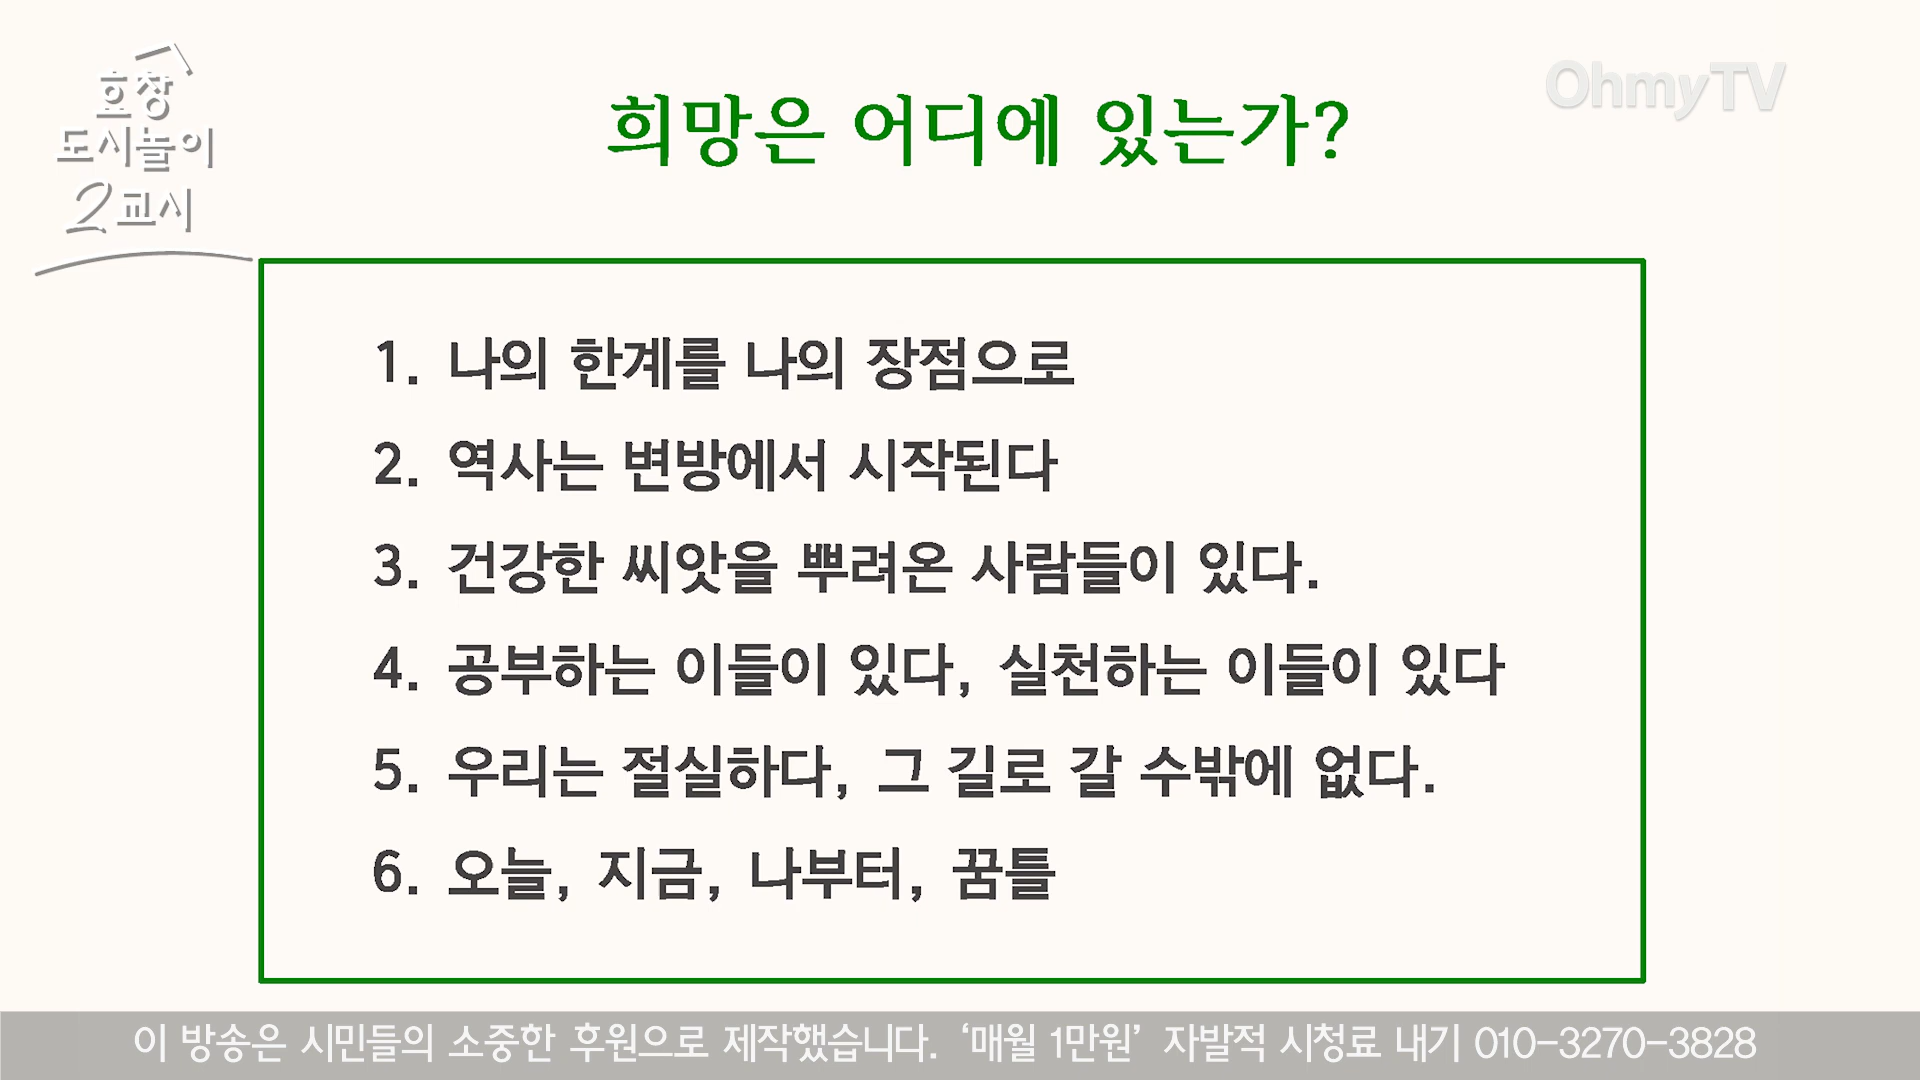 효창
도시놀이
2교시
OhmyTV
희망은 어디에 있는가?
1. 나의 한계를 나의 장점으로
2. 역사는 변방에서 시작된다
3. 건강한 씨앗을 뿌려온 사람들이 있다.
4. 공부하는 이들이 있다, 실천하는 이들이 있다
5. 우리는 절실하다, 그 길로 갈 수밖에 없다.
6. 오늘, 지금, 나부터, 꿈틀
이 방송은 시민들의 소중한 후원으로 제작했습니다. ‘매월 1만원’ 자발적 시청료 내기 010-3270-3828